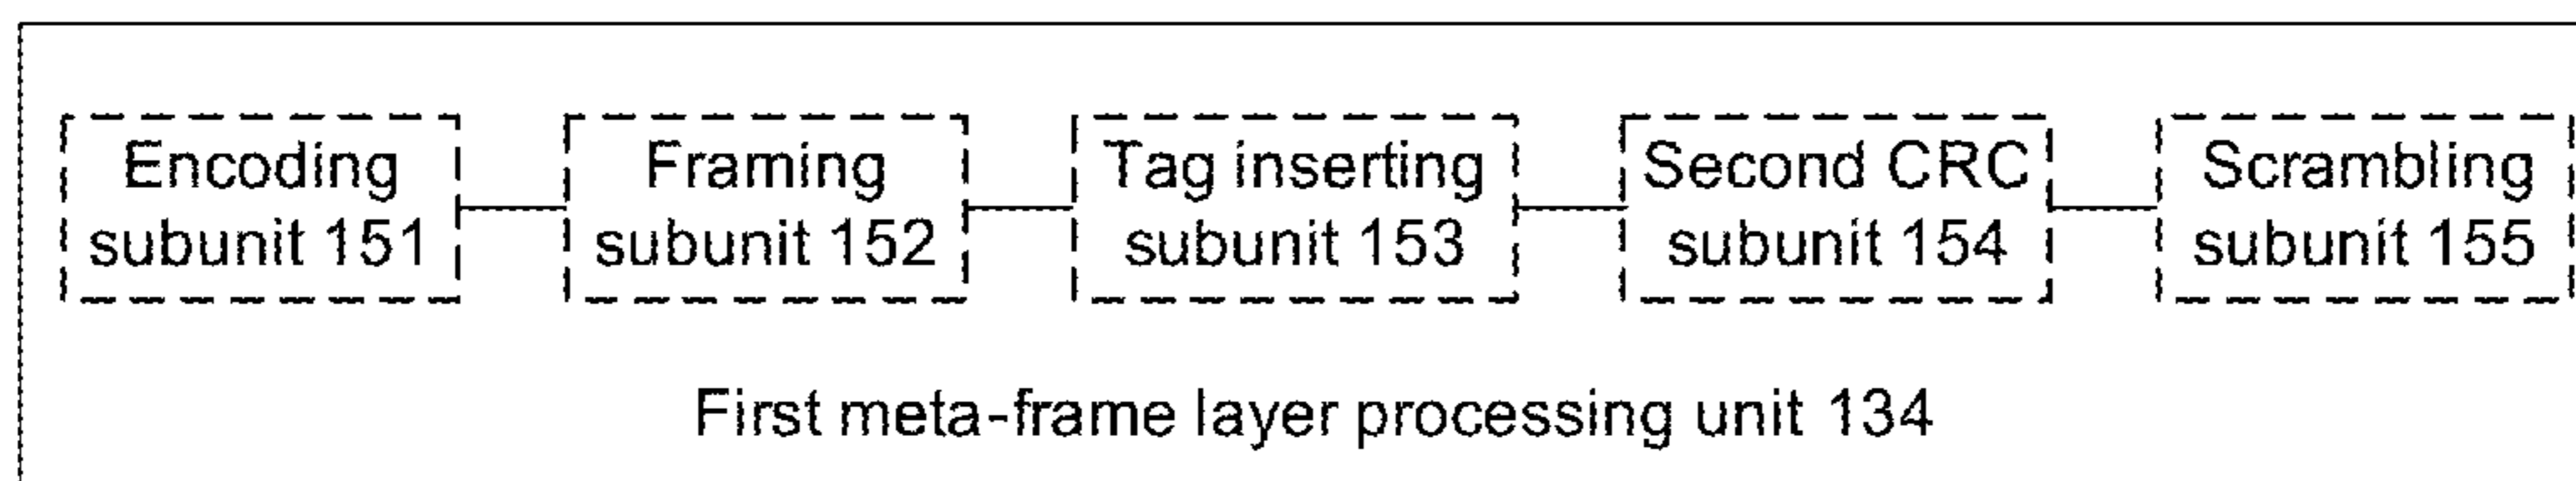 Encoding
subunit 151
Framing
subunit 152
Tag inserting
subunit 153
Second CRC
subunit 154
Scrambling
subunit 155
First meta-frame layer processing unit 134